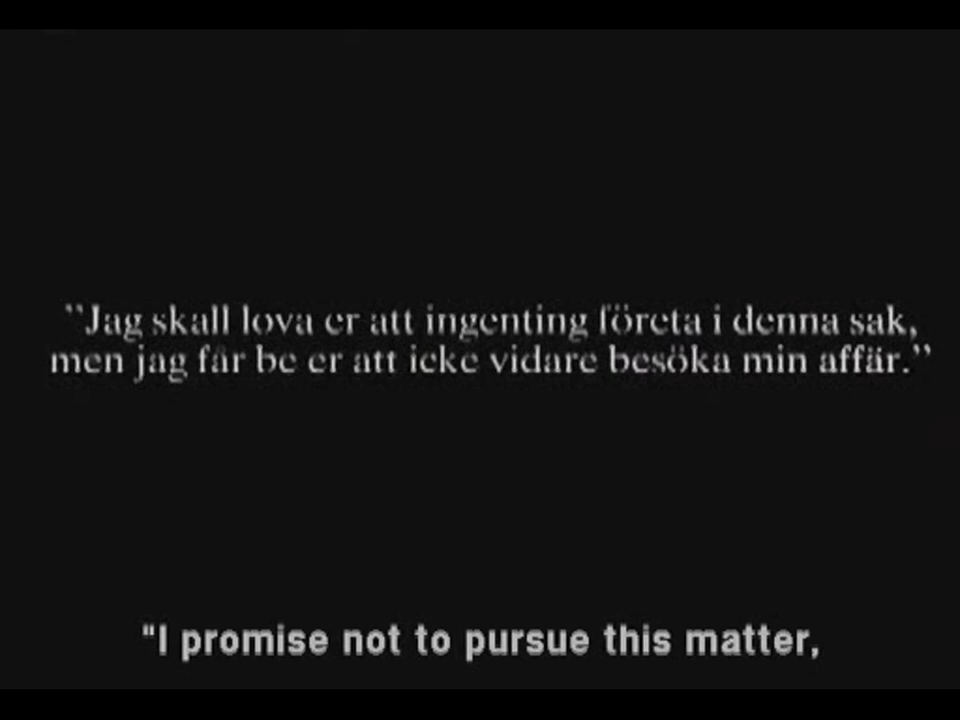 ”Jag skall lova er att ingenting företa i denna sak,
men jag får be er att icke vidare besöka min affär.”
"I promise not to pursue this matter,